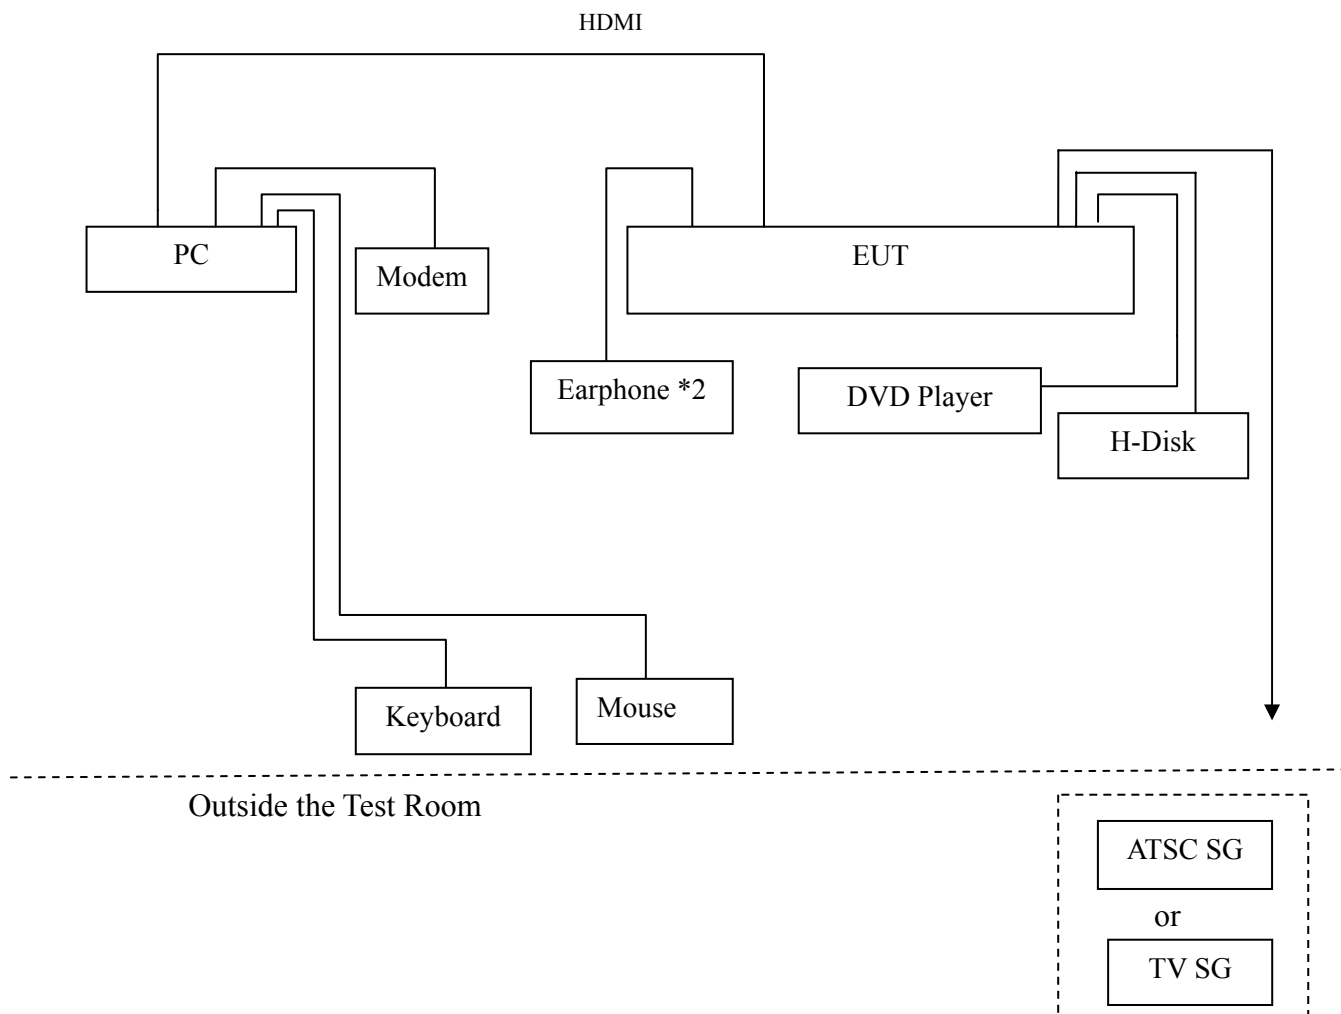 HDMI
PC
Modem
EUT
Earphone *2
DVD Player
H-Disk
Keyboard
Mouse
Outside the Test Room
ATSC SG
or
TV SG